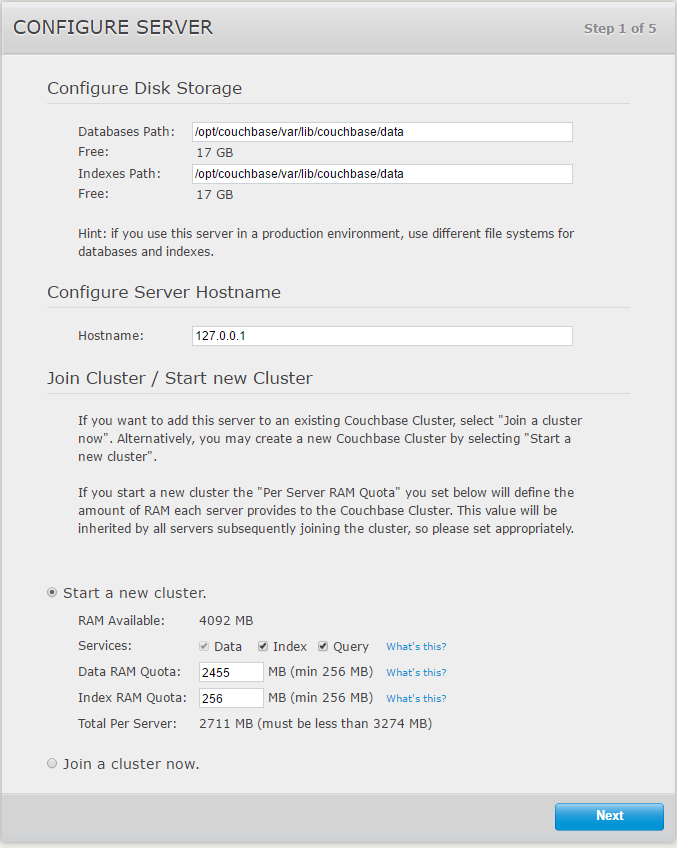 CONFIGURE SERVER
Step 1 of 5
Configure Disk Storage
Databases Path: /opt/couchbase/var/lib/couchbase/data
Free: 17 GB
Indexes Path: /opt/couchbase/var/lib/couchbase/data
Free: 17 GB
Hint: if you use this server in a production environment, use different file systems for
databases and indexes.
Configure Server Hostname
Hostname: 127.0.0.1
Join Cluster / Start new Cluster
If you want to add this server to an existing Couchbase Cluster, select "Join a cluster
now". Alternatively, you may create a new Couchbase Cluster by selecting "Start a
new cluster".
If you start a new cluster the "Per Server RAM Quota" you set below will define the
amount of RAM each server provides to the Couchbase Cluster. This value will be
inherited by all servers subsequently joining the cluster, so please set appropriately.
Start a new cluster.
RAM Available: 4092 MB
Services: Data Index Query What's this?
Data RAM Quota: 2455 MB (min 256 MB) What's this?
Index RAM Quota: 256 MB (min 256 MB) What's this?
Total Per Server: 2711 MB (must be less than 3274 MB)
Join a cluster now.
Next